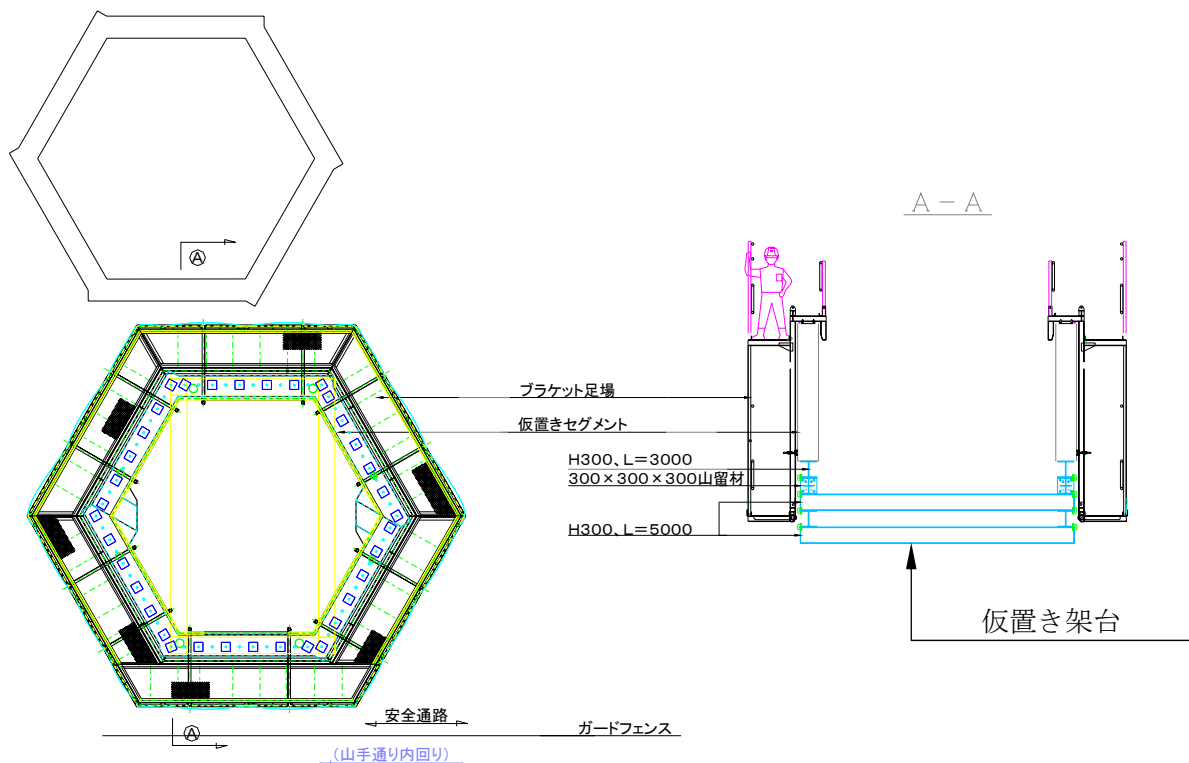 Ⓐ
A-A
ブラケット足場
仮置きセグメント
H300、L=3000
300×300×300山留材
H300、L=5000
仮置き架台
安全通路
Ⓐ
ガードフェンス
(山手通り内回り)